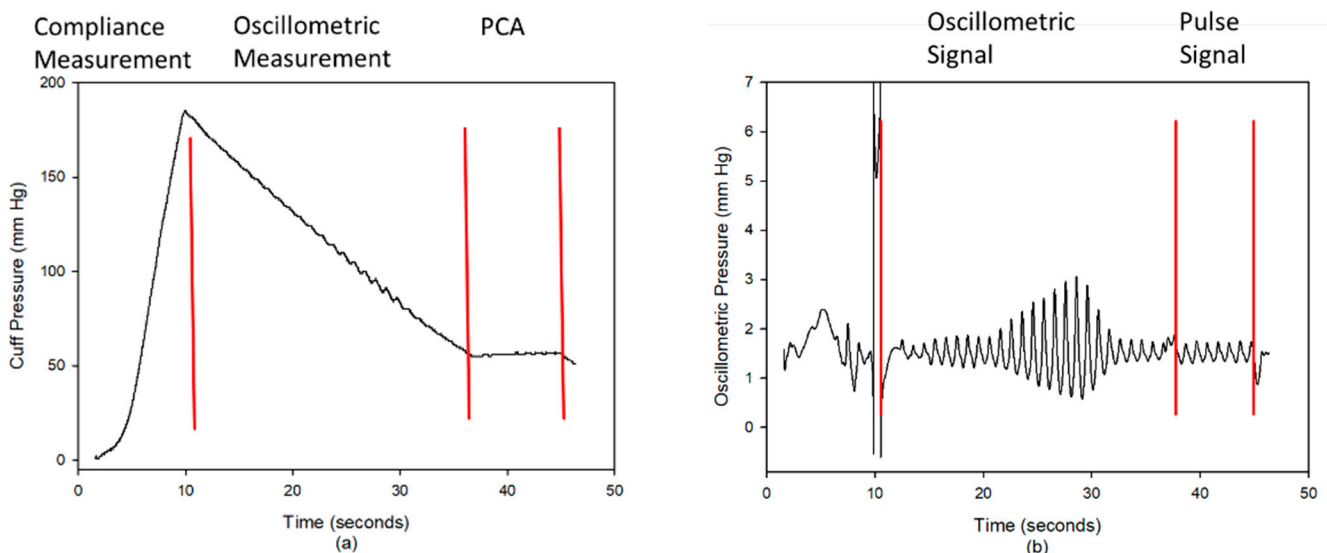 Compliance Measurement
Oscillometric Measurement
PCA
200
150
100
50
0
Cuff Pressure (mm Hg)
0 10 20 30 40 50
Time (seconds)
(a)
Oscillometric Signal
Pulse Signal
7
6
5
4
3
2
1
0
Oscillometric Pressure (mm Hg)
0 10 20 30 40 50
Time (seconds)
(b)